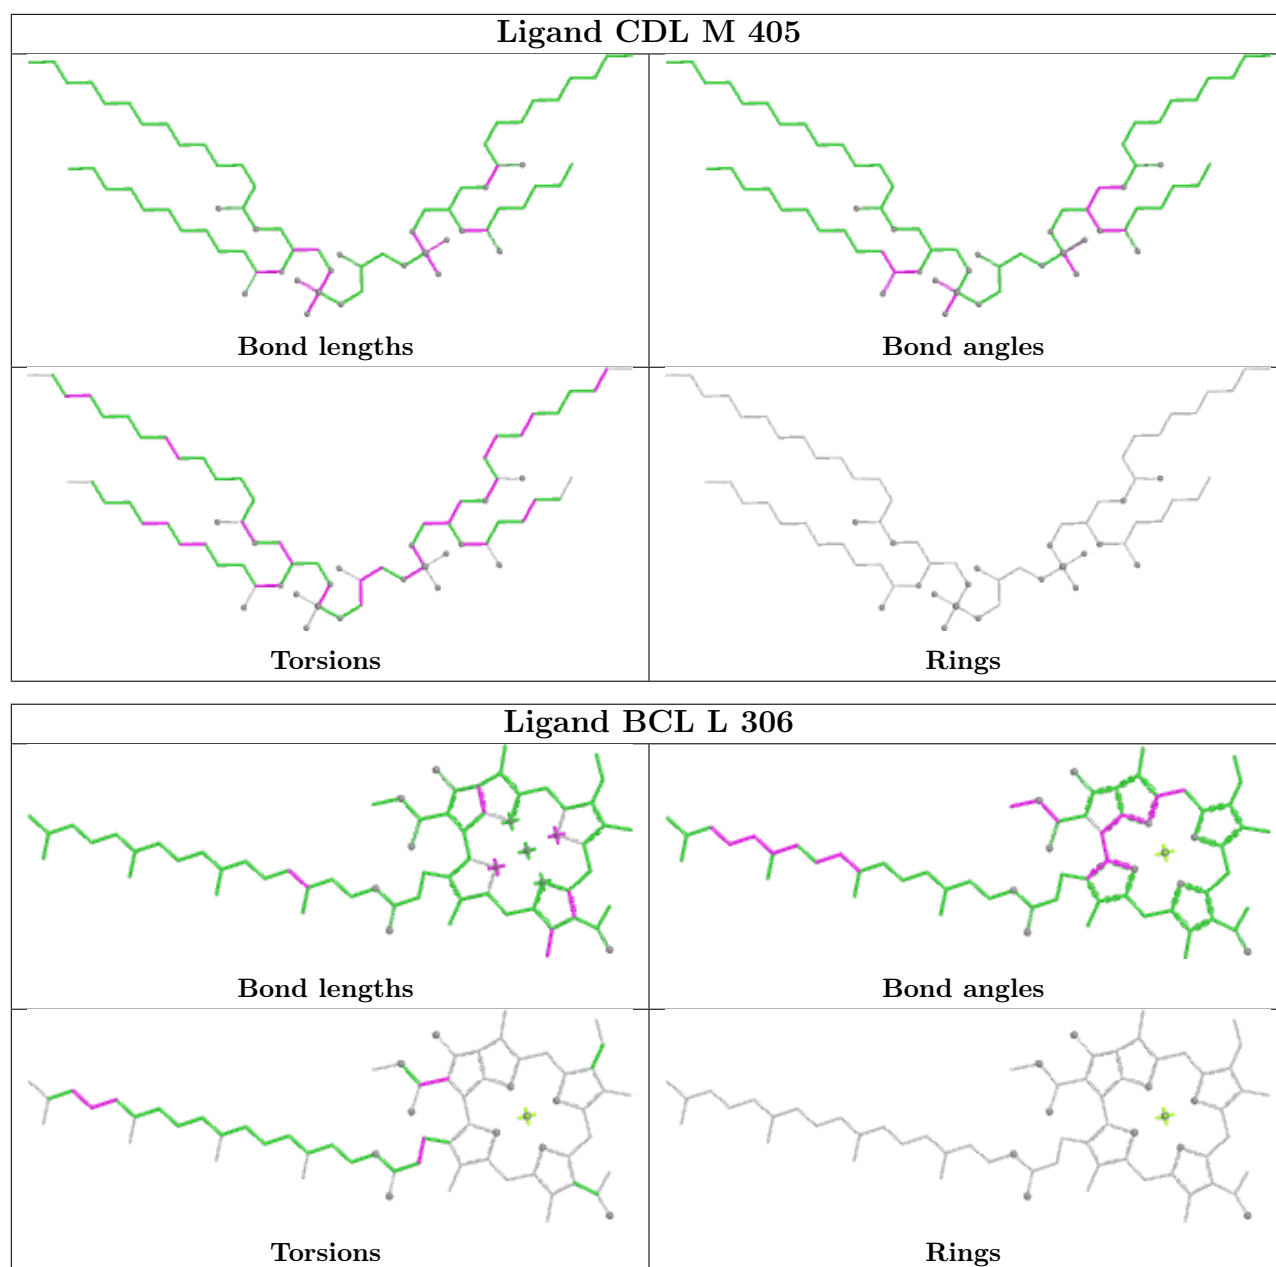 Ligand CDL M 405
Bond lengths
Bond angles
Torsions
Rings
Ligand BCL L 306
Bond lengths
Bond angles
Torsions
Rings